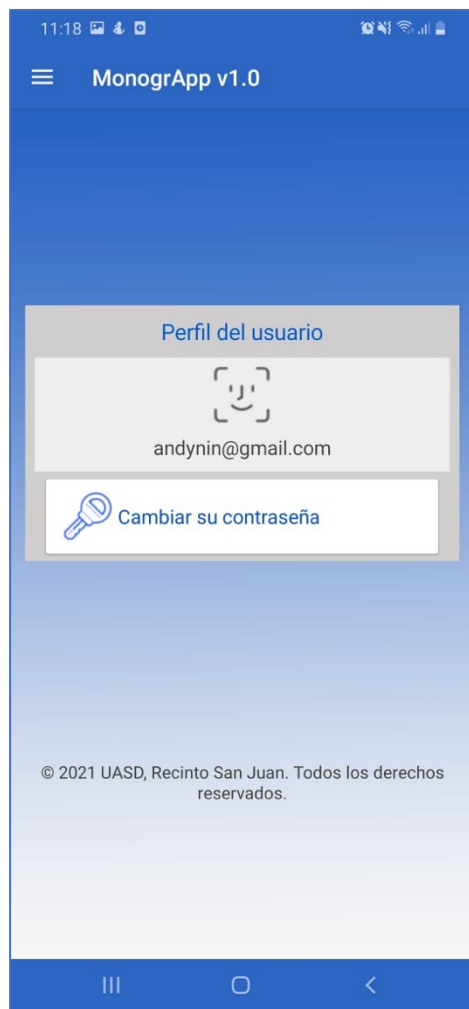 11:18
MonogrApp v1.0
Perfil del usuario
andynin@gmail.com
Cambiar su contraseña
© 2021 UASD, Recinto San Juan. Todos los derechos
reservados.